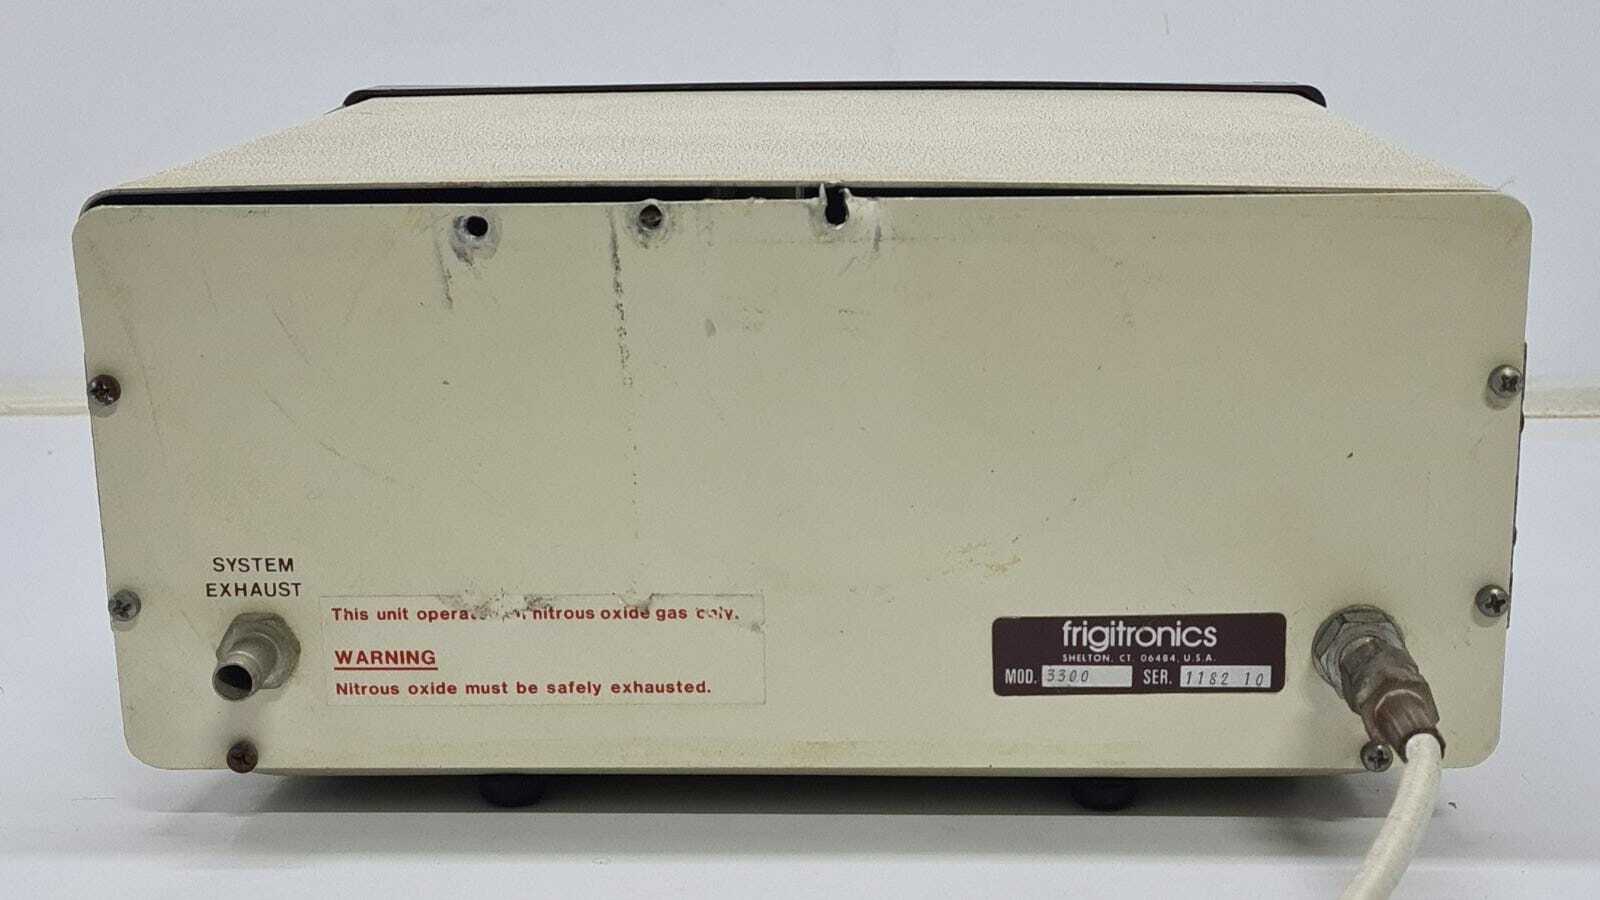 SYSTEM
EXHAUST
This unit nitrous oxide gas only.
WARNING
Nitrous oxide must be safely exhausted.
frigitronics
SHELTON, CT. 06484, U.S.A.
MOD. 3300 SER. 1182 10